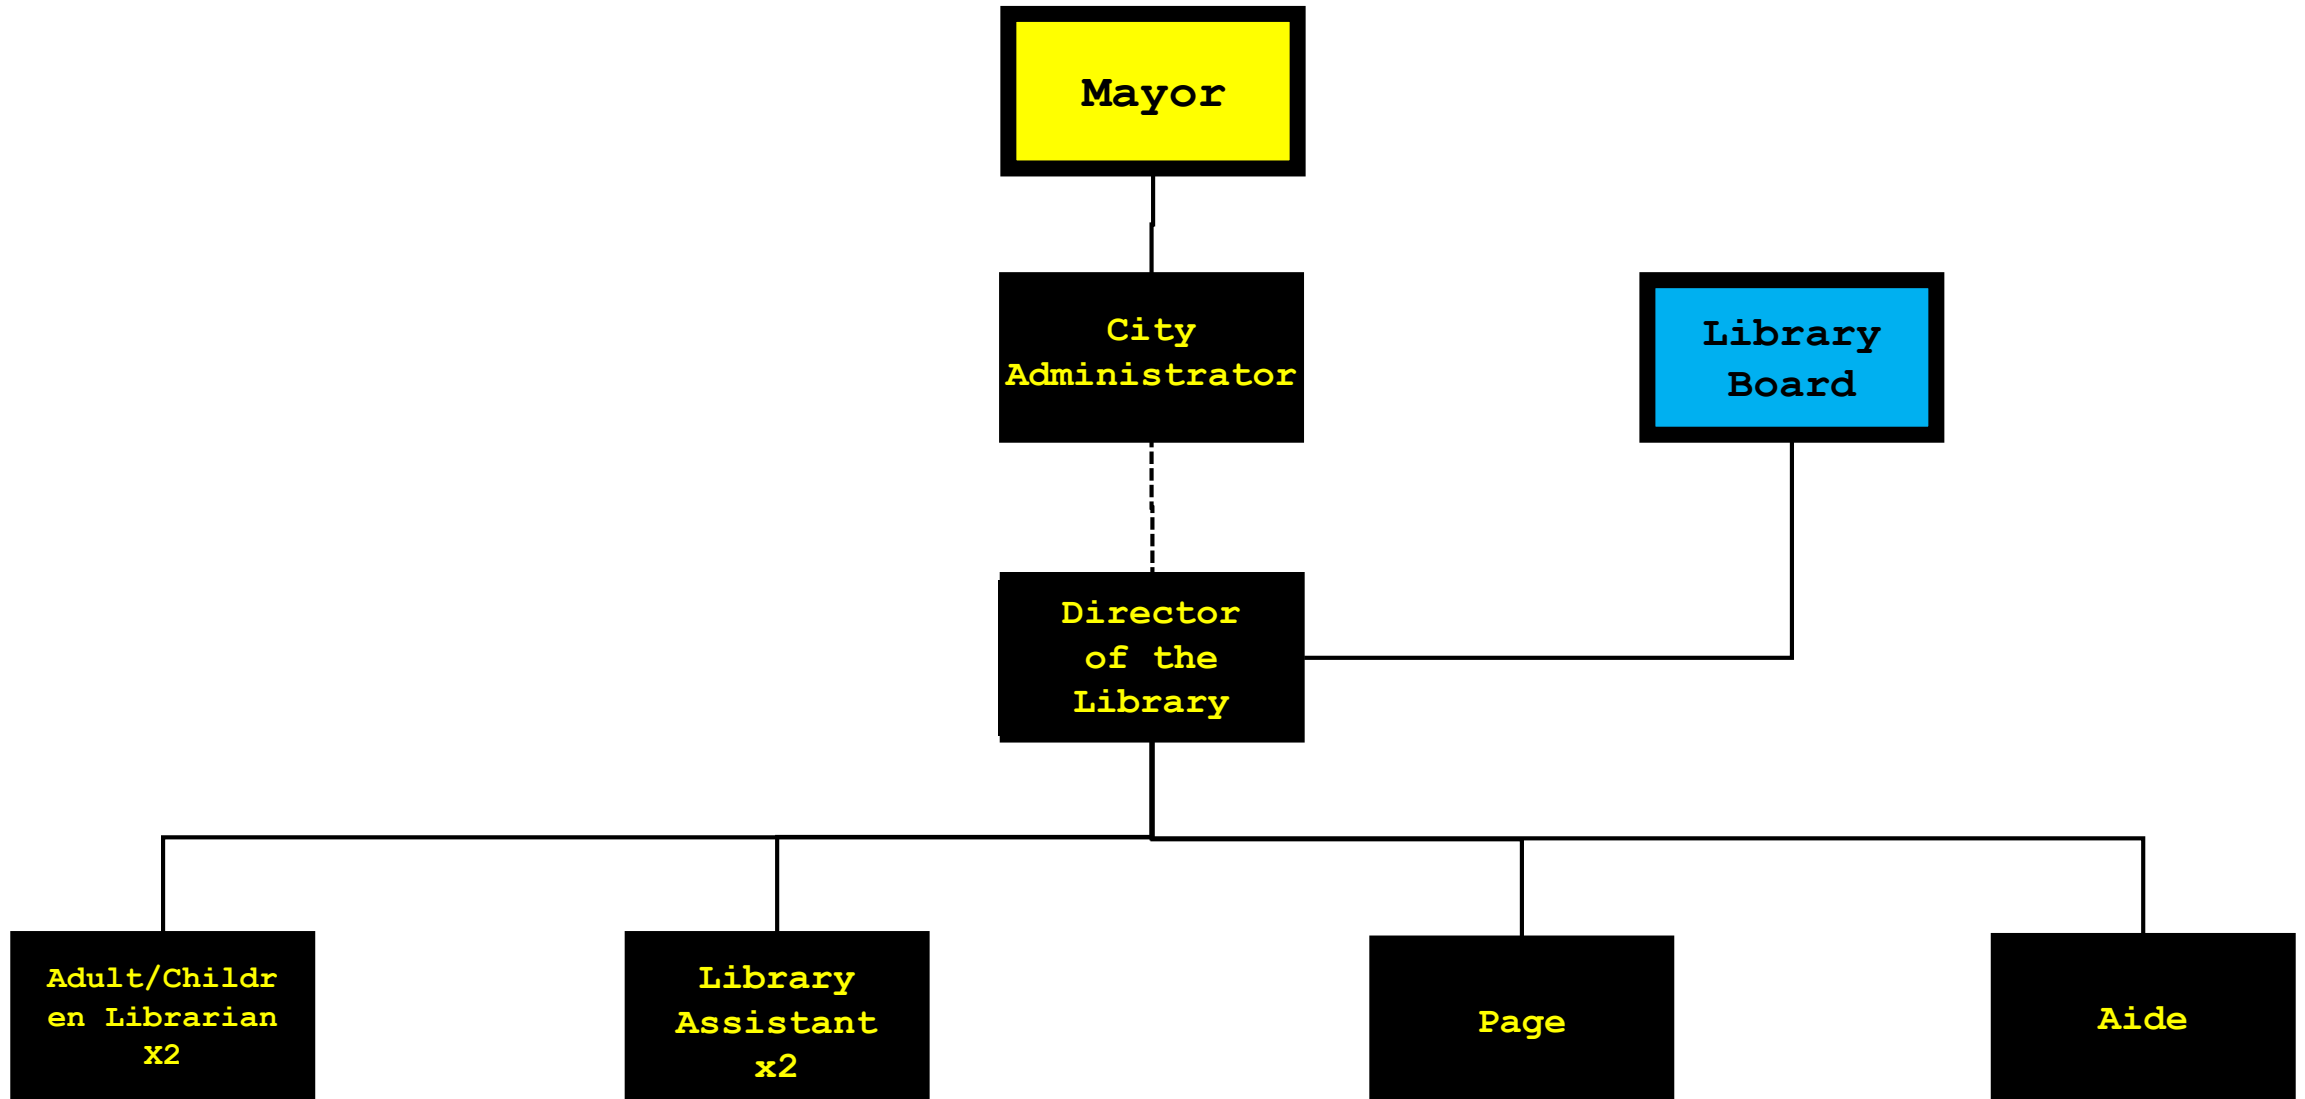 Mayor
City
Administrator
Library
Board
Director
of the
Library
Adult/Childr
en Librarian
X2
Library
Assistant
x2
Page
Aide